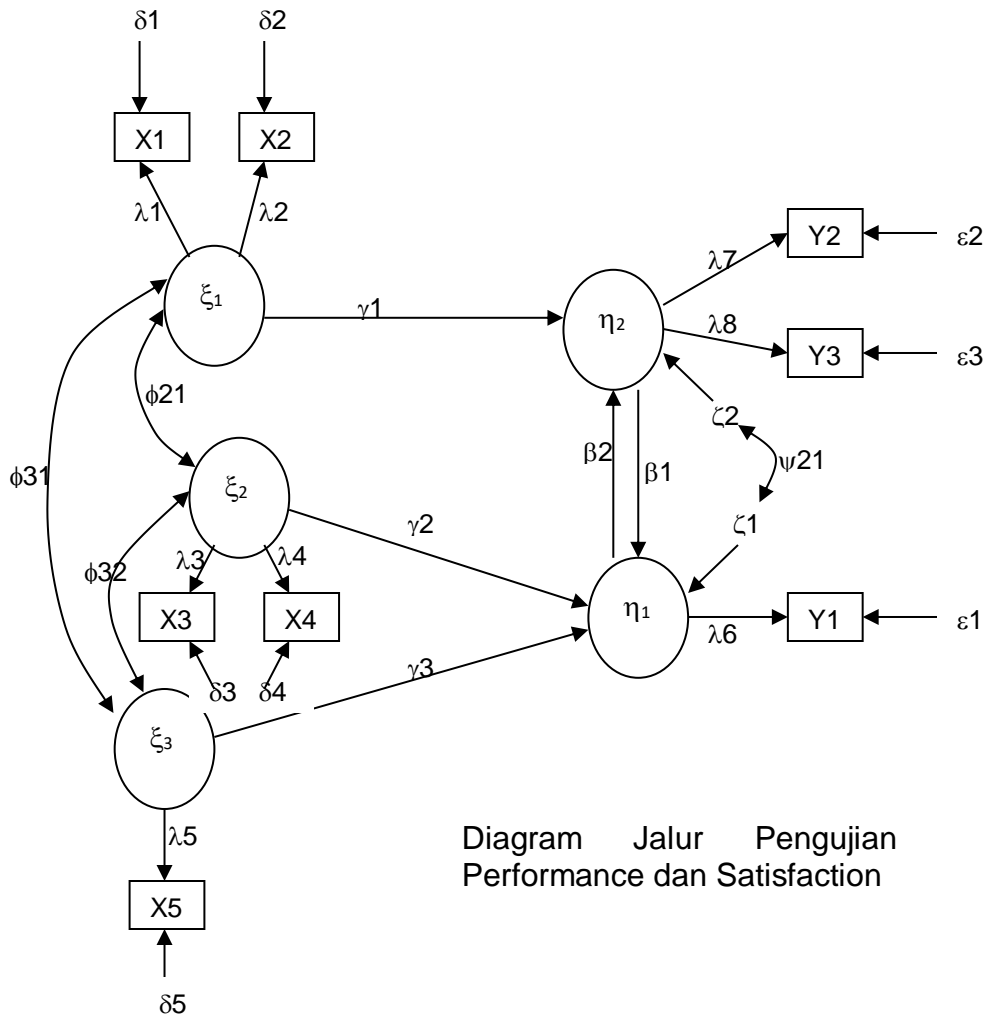 δ1 δ2
X1 X2
λ1 λ2
Y2 ε2
λ7
ξ1 γ1 η2
λ8
Y3 ε3
ϕ21
ζ2
β2
ψ21
β1
ϕ31
ξ2
ζ1
γ2
λ3 λ4
ϕ32
X3 X4
η1
Y1 ε1
λ6
γ3
δ3 δ4
ξ3
λ5
Diagram Jalur Pengujian
Performance dan Satisfaction
X5
δ5